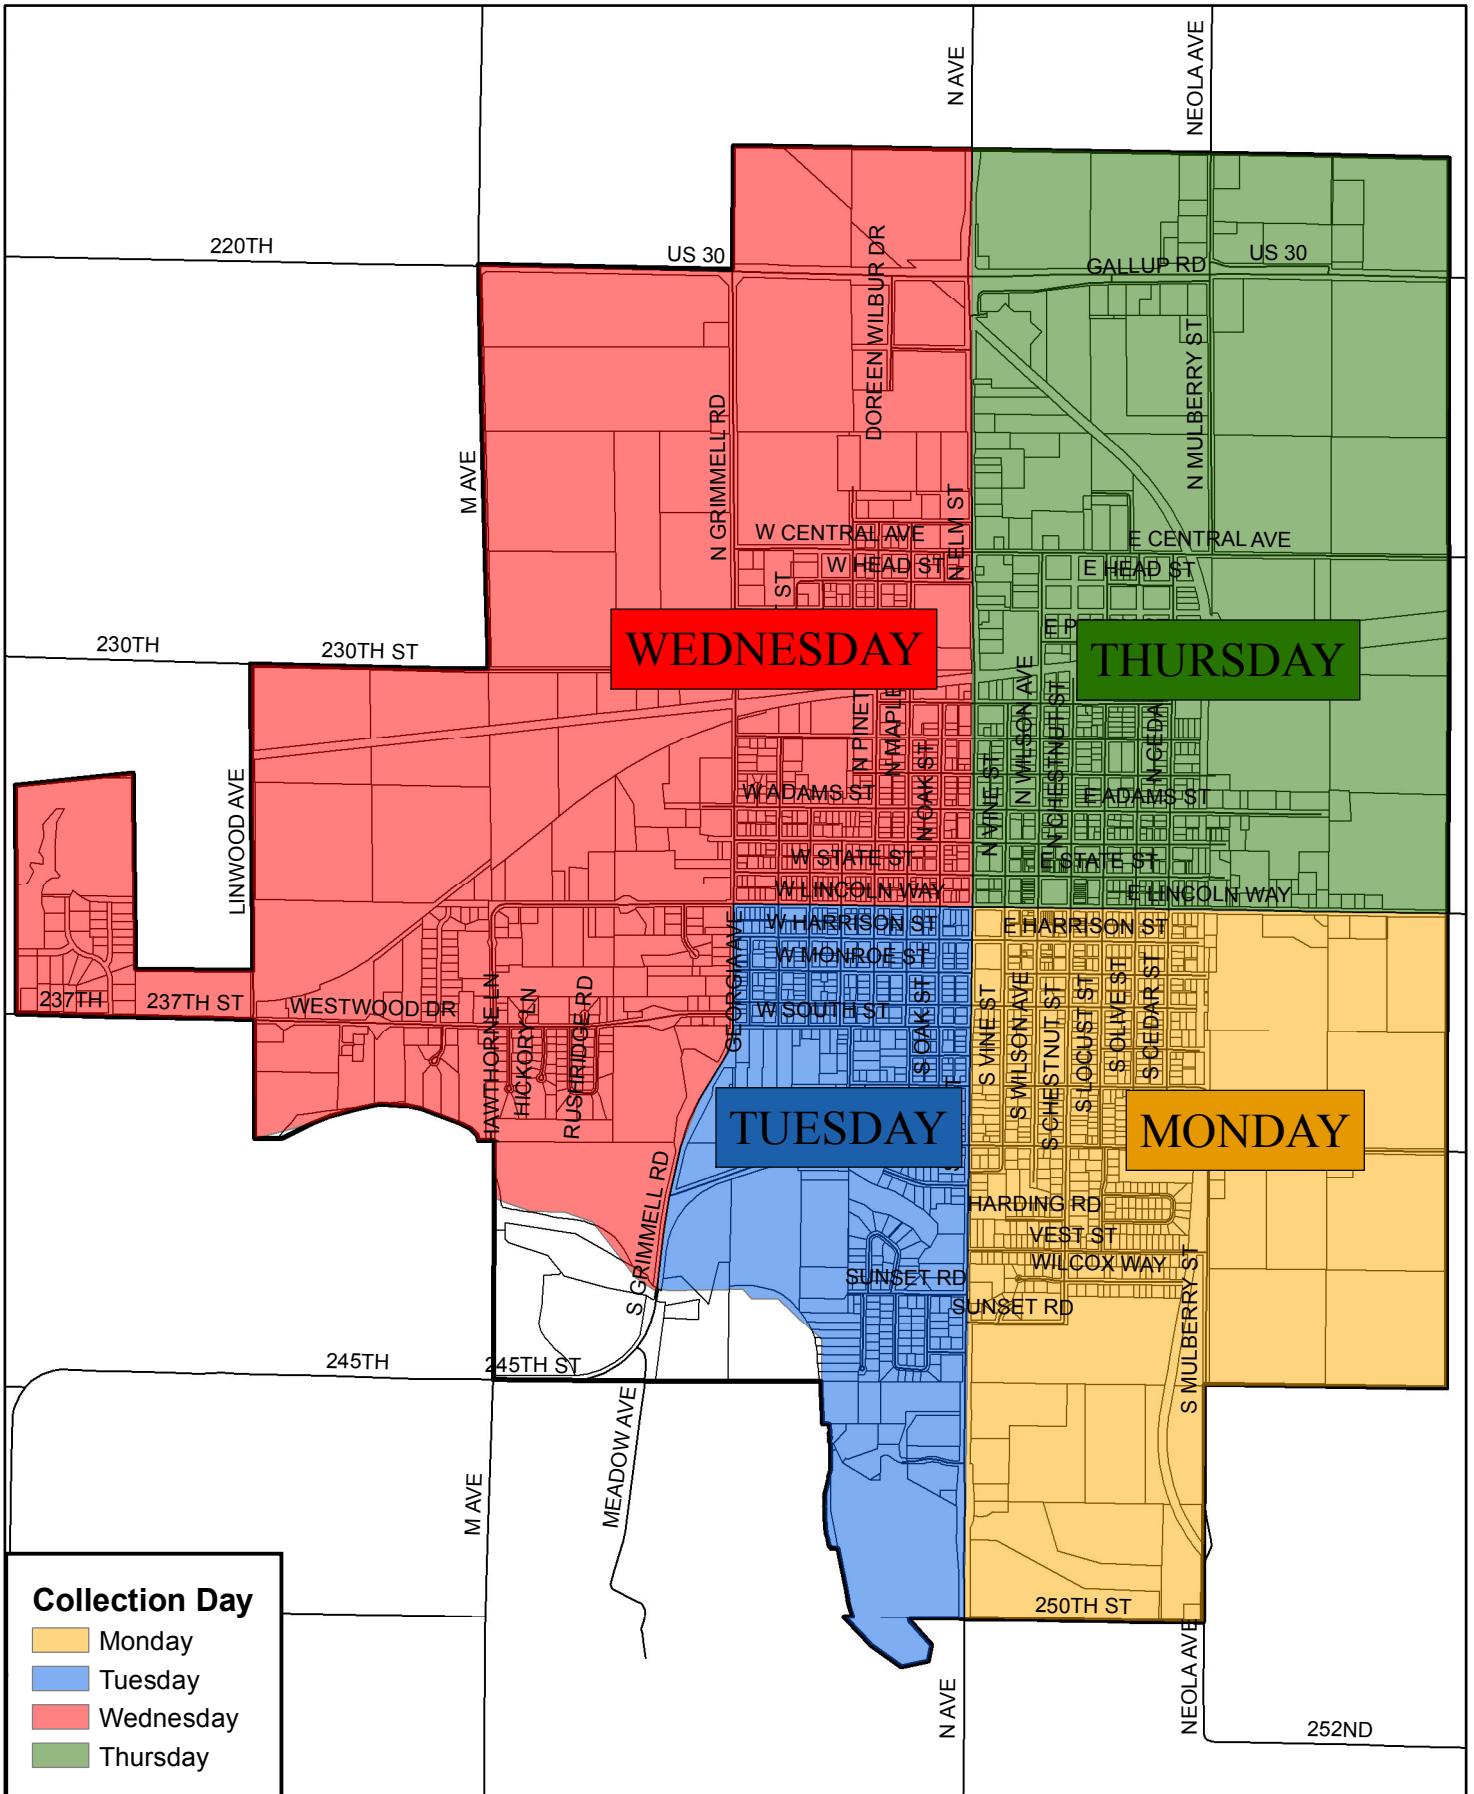 N AVE
NEOLA AVE
220TH
US 30
GALLUP RD
US 30
DOREEN WILBUR DR
N MULBERRY ST
N GRIMMELL RD
M AVE
N ELM ST
W CENTRAL AVE
E CENTRAL AVE
W HEAD ST
E HEAD ST
ST
WEDNESDAY
E P
THURSDAY
230TH
230TH ST
N PINET
N MAPLE
N OAK ST
N VINE ST
N WILSON AVE
N CHESTNUT ST
N CEDA
LINWOOD AVE
W ADAMS ST
E ADAMS ST
W STATE ST
E STATE ST
W LINCOLN WAY
E LINCOLN WAY
W HARRISON ST
E HARRISON ST
GEORGIA AVE
W MONROE ST
237TH
237TH ST
WESTWOOD DR
W SOUTH ST
HAWTHORNE LN
HICKORY LN
RUSHRIDGE RD
S OAK ST
S VINE ST
S WILSON AVE
S CHESTNUT ST
S LOCUST ST
S OLIVE ST
S CEDAR ST
TUESDAY
MONDAY
S GRIMMELL RD
HARDING RD
VEST ST
WILCOX WAY
SUNSET RD
SUNSET RD
S MULBERRY ST
245TH
245TH ST
MEADOW AVE
M AVE
250TH ST
N AVE
NEOLA AVE
252ND
Collection Day
Monday
Tuesday
Wednesday
Thursday